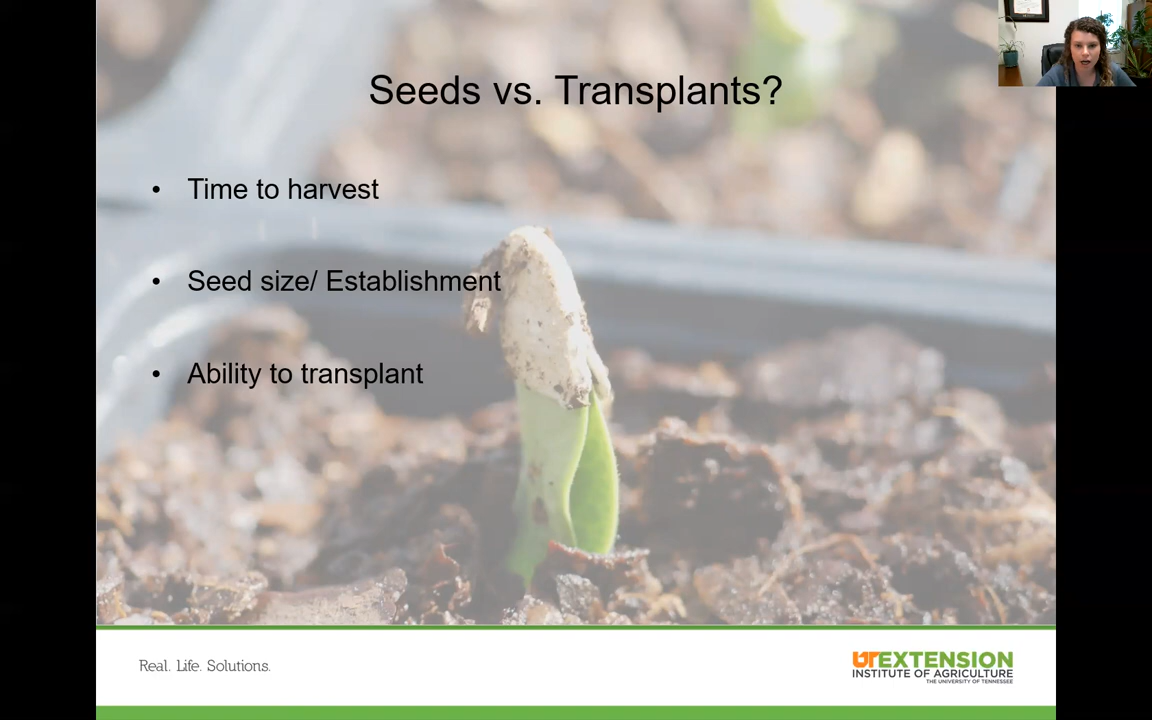 Seeds vs. Transplants?
• Time to harvest
• Seed size/ Establishment
• Ability to transplant
Real. Life. Solutions.
UTEXTENSION
INSTITUTE OF AGRICULTURE
THE UNIVERSITY OF TENNESSEE